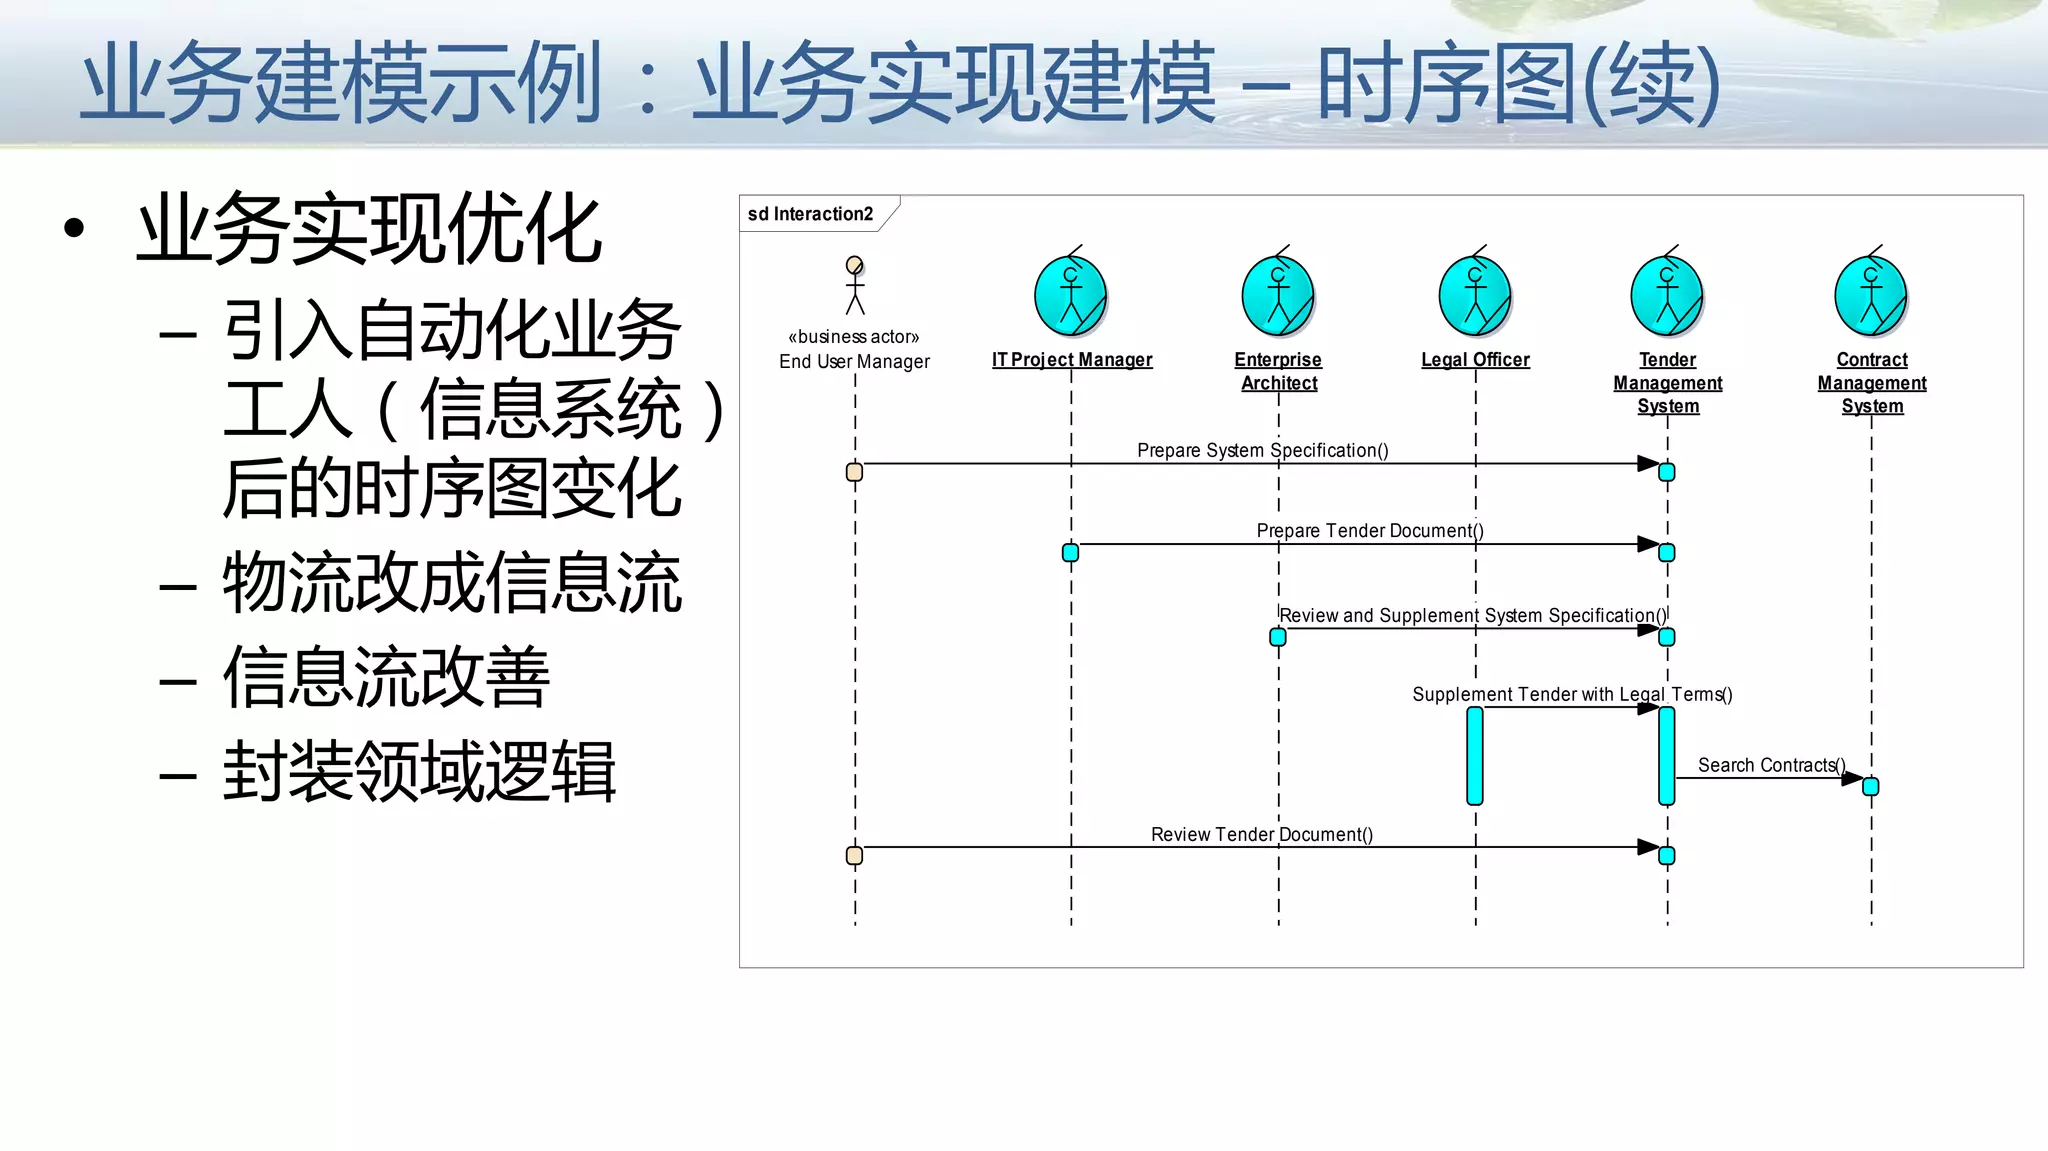 业务建模示例：业务实现建模 – 时序图(续)
• 业务实现优化
– 引入自动化业务
工人（信息系统）
后的时序图变化
– 物流改成信息流
– 信息流改善
– 封装领域逻辑
sd Interaction2
«business actor»
End User Manager
IT Project Manager
Enterprise
Architect
Legal Officer
Tender
Management
System
Contract
Management
System
Prepare System Specification()
Prepare Tender Document()
Review and Supplement System Specification()
Supplement Tender with Legal Terms()
Search Contracts()
Review Tender Document()